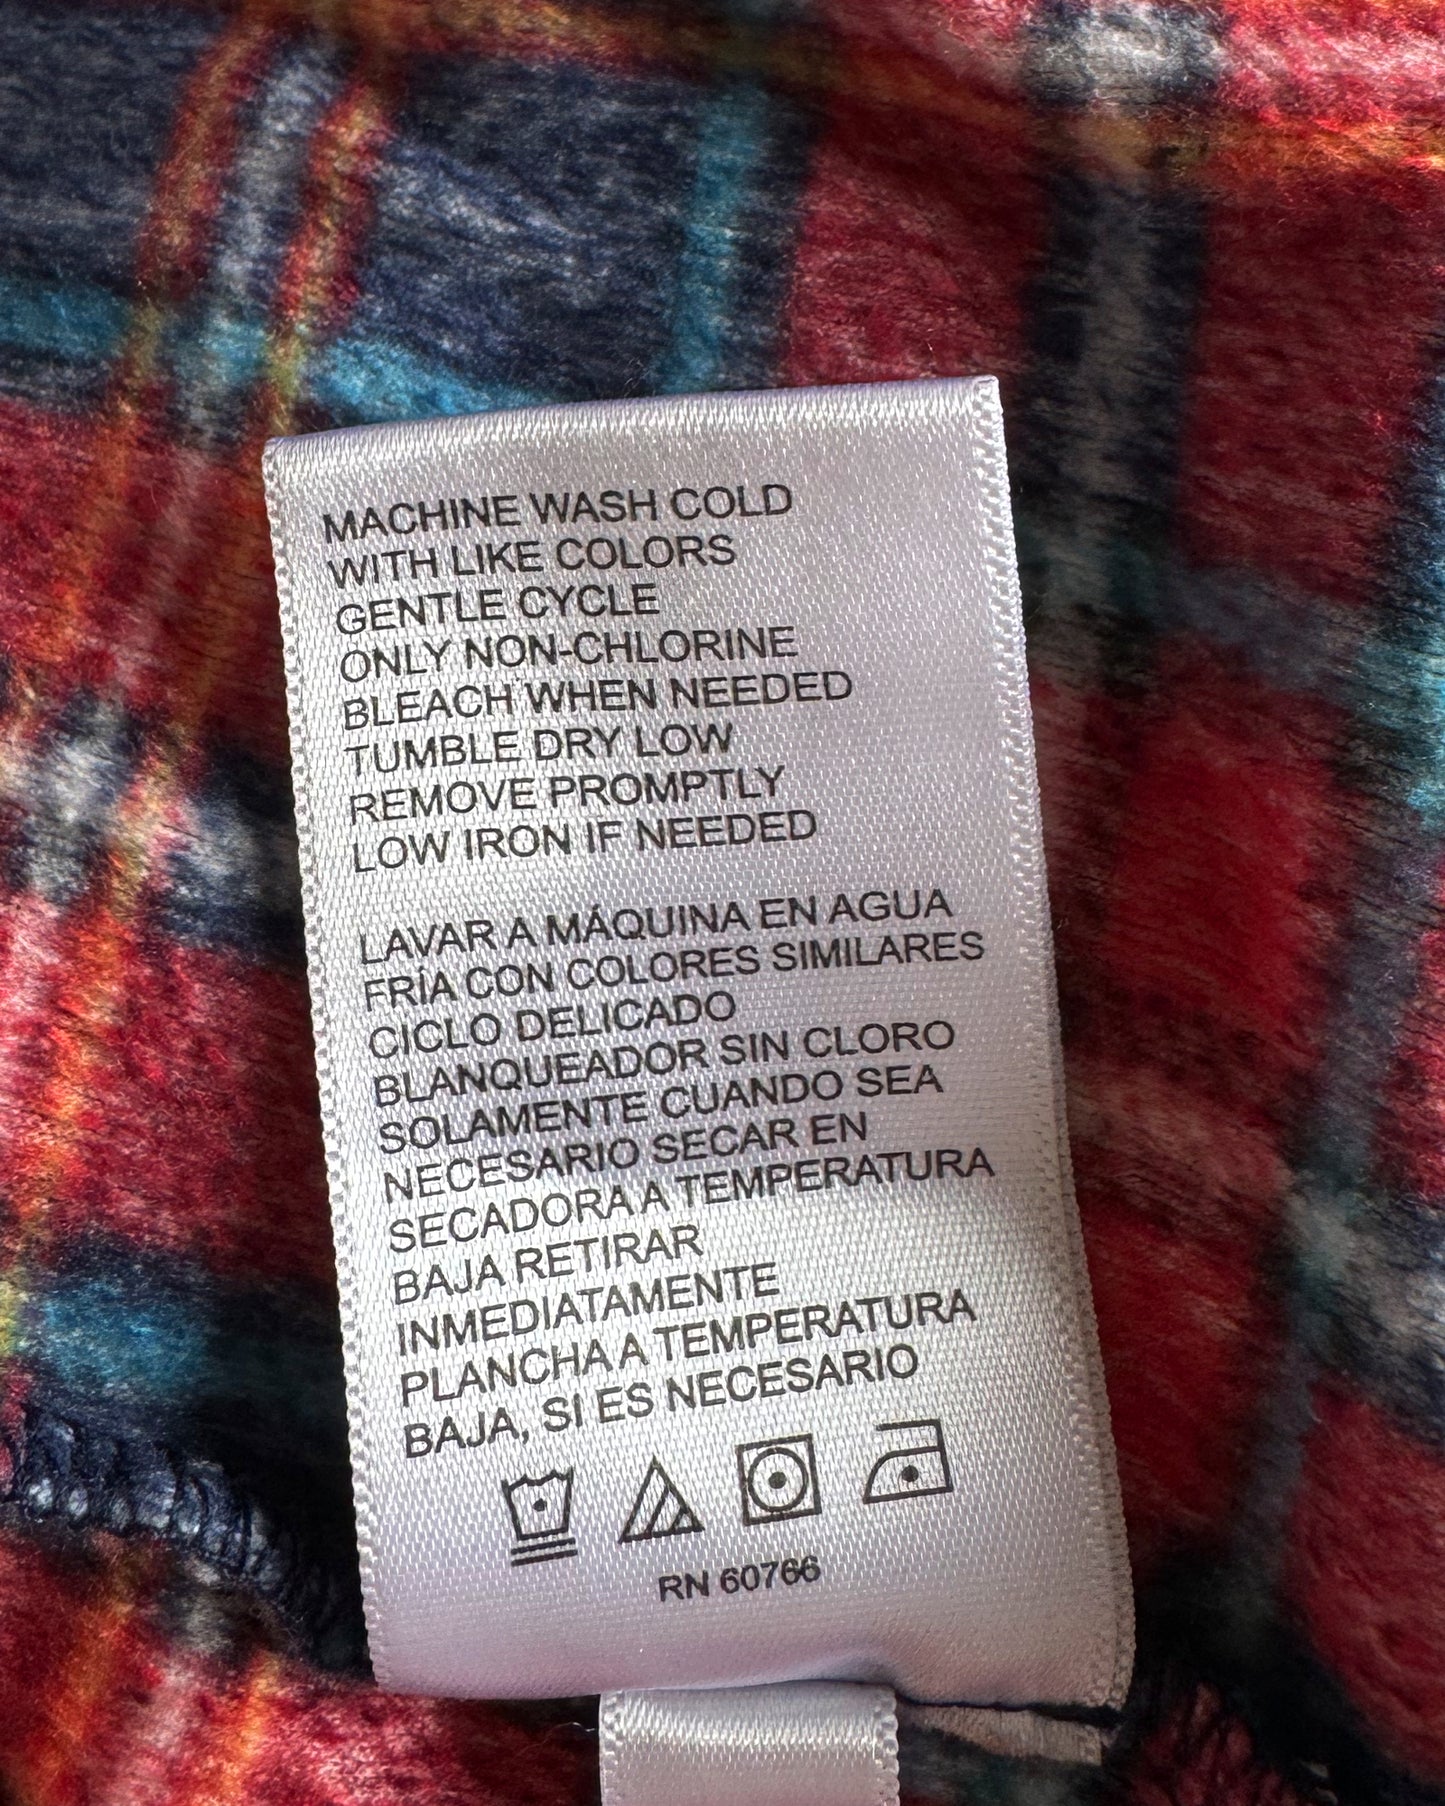 MACHINE WASH COLD
WITH LIKE COLORS
GENTLE CYCLE
ONLY NON-CHLORINE
BLEACH WHEN NEEDED
TUMBLE DRY LOW
REMOVE PROMPTLY
LOW IRON IF NEEDED
LAVAR A MÁQUINA EN AGUA
FRÍA CON COLORES SIMILARES
CICLO DELICADO
BLANQUEADOR SIN CLORO
SOLAMENTE CUANDO SEA
NECESARIO SECAR EN
SECADORA A TEMPERATURA
BAJA RETIRAR
INMEDIATAMENTE
PLANCHA A TEMPERATURA
BAJA, SI ES NECESARIO
RN 60766